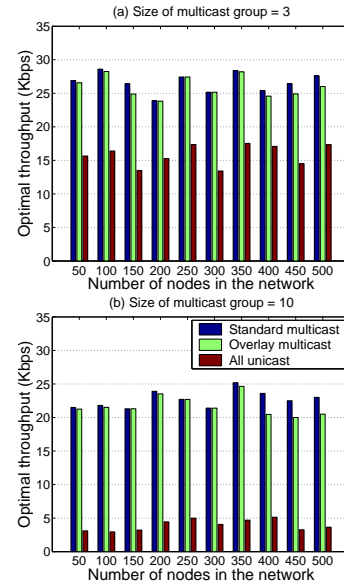 (a) Size of multicast group = 3
35
30
25
20
15
10
5
0
Optimal throughput (Kbps)
50 100 150 200 250 300 350 400 450 500
Number of nodes in the network
(b) Size of multicast group = 10
35
30
25
20
15
10
5
0
Optimal throughput (Kbps)
Standard multicast
Overlay multicast
All unicast
50 100 150 200 250 300 350 400 450 500
Number of nodes in the network